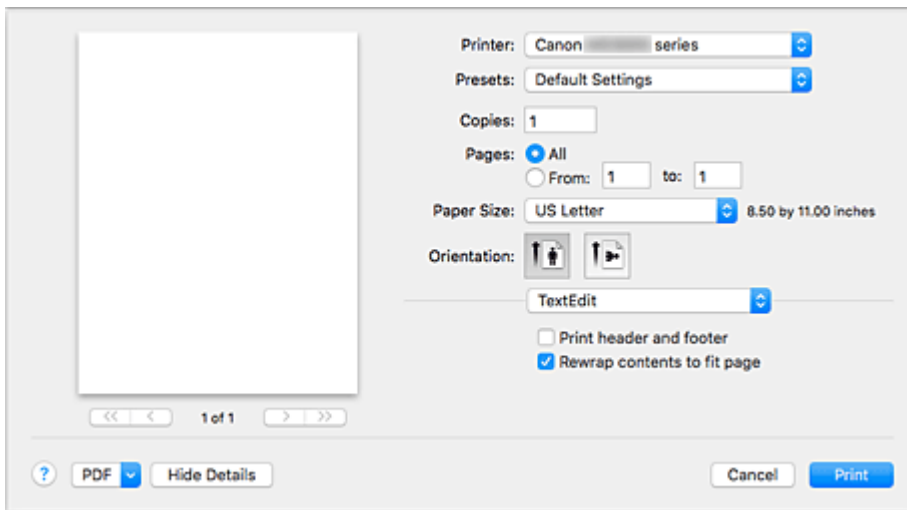 Printer: Canon series
Presets: Default Settings
Copies: 1
Pages: All
From: 1 to: 1
Paper Size: US Letter 8.50 by 11.00 inches
Orientation:
TextEdit
Print header and footer
Rewrap contents to fit page
<< < 1 of 1 > >>
? PDF Hide Details Cancel Print